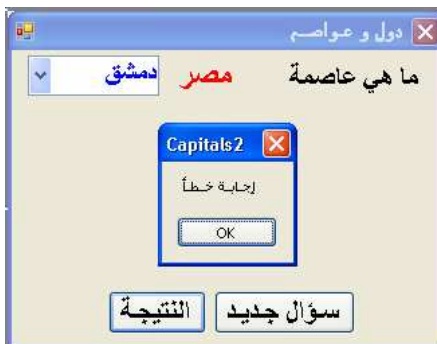 دول و عواصم
ما هي عاصمة مصر دمشق
Capitals2
إجابة خطأ
OK
سؤال جديد النتيجة